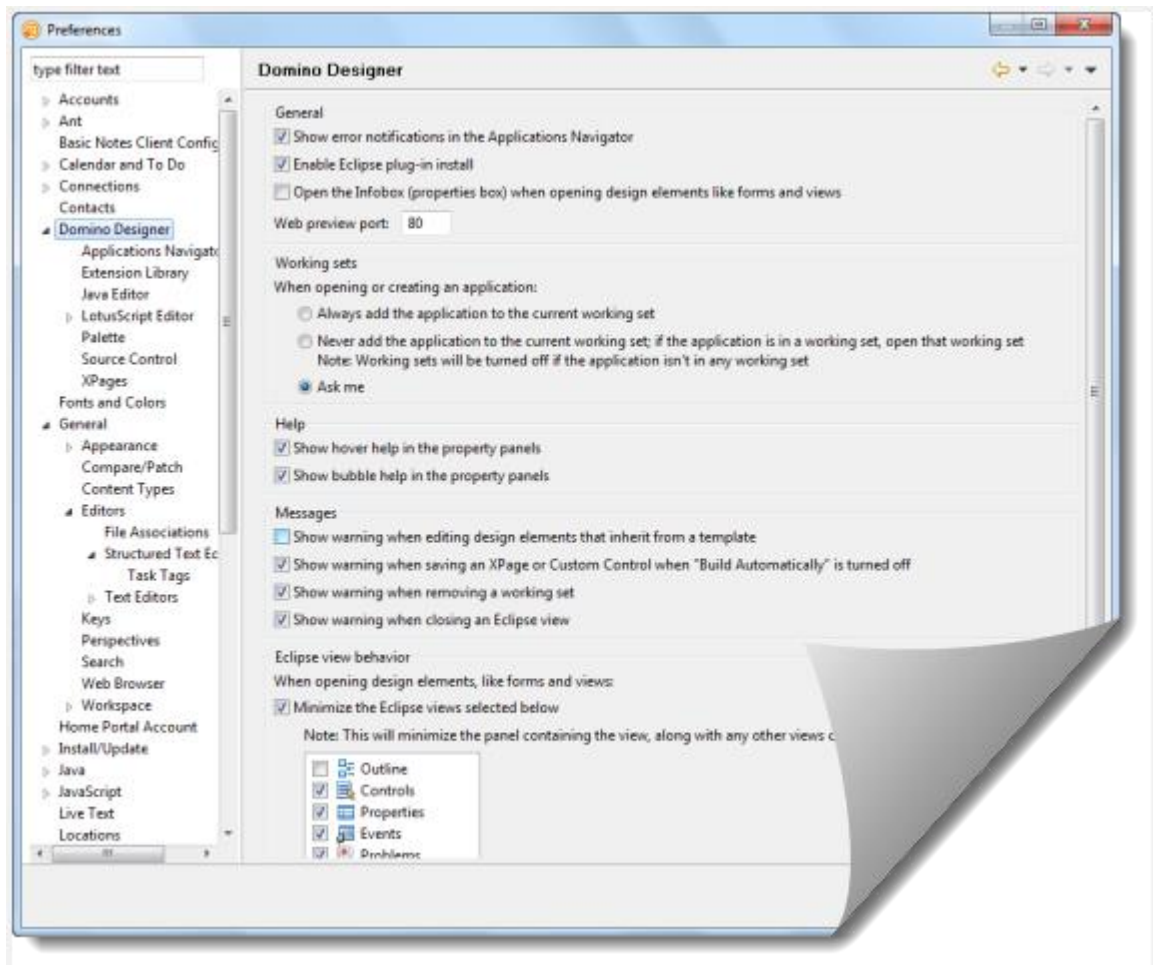 Preferences
type filter text
Accounts
Ant
Basic Notes Client Config
Calendar and To Do
Connections
Contacts
Domino Designer
Applications Navigato
Extension Library
Java Editor
LotusScript Editor
Palette
Source Control
XPages
Fonts and Colors
General
Appearance
Compare/Patch
Content Types
Editors
File Associations
Structured Text Ec
Task Tags
Text Editors
Keys
Perspectives
Search
Web Browser
Workspace
Home Portal Account
Install/Update
Java
JavaScript
Live Text
Locations
Domino Designer
General
Show error notifications in the Applications Navigator
Enable Eclipse plug-in install
Open the Infobox (properties box) when opening design elements like forms and views
Web preview port: 80
Working sets
When opening or creating an application:
Always add the application to the current working set
Never add the application to the current working set; if the application is in a working set, open that working set
Note: Working sets will be turned off if the application isn't in any working set
Ask me
Help
Show hover help in the property panels
Show bubble help in the property panels
Messages
Show warning when editing design elements that inherit from a template
Show warning when saving an XPage or Custom Control when "Build Automatically" is turned off
Show warning when removing a working set
Show warning when closing an Eclipse view
Eclipse view behavior
When opening design elements, like forms and views:
Minimize the Eclipse views selected below
Note: This will minimize the panel containing the view, along with any other views
Outline
Controls
Properties
Events
Problems